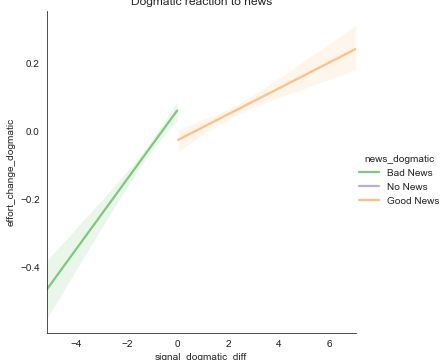 Dogmatic reaction to news
effort_change_dogmatic
0.2
0.0
−0.2
−0.4
−4
−2
0
2
4
6
signal_dogmatic_diff
news_dogmatic
Bad News
No News
Good News